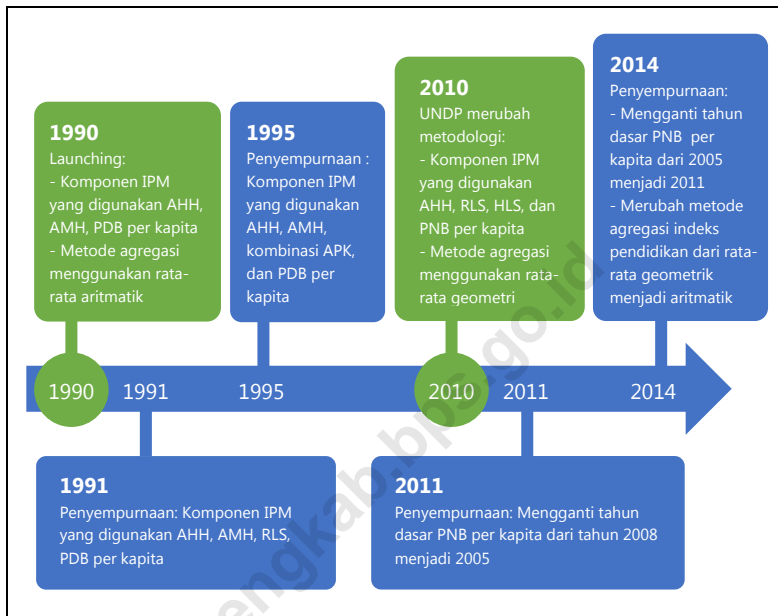 1990
Launching:
- Komponen IPM
yang digunakan AHH,
AMH, PDB per kapita
- Metode agregasi
menggunakan rata-
rata aritmatik
1995
Penyempurnaan :
Komponen IPM
yang digunakan
AHH, AMH,
kombinasi APK,
dan PDB per
kapita
2010
UNDP merubah
metodologi:
- Komponen IPM
yang digunakan
AHH, RLS, HLS, dan
PNB per kapita
- Metode agregasi
menggunakan rata-
rata geometri
2014
Penyempurnaan:
- Mengganti tahun
dasar PNB per
kapita dari 2005
menjadi 2011
- Merubah metode
agregasi indeks
pendidikan dari rata-
rata geometrik
menjadi aritmatik
1990 1991 1995 2010 2011 2014
1991
Penyempurnaan: Komponen IPM
yang digunakan AHH, AMH, RLS,
PDB per kapita
2011
Penyempurnaan: Mengganti tahun
dasar PNB per kapita dari tahun 2008
menjadi 2005
engkab.bps.go.id